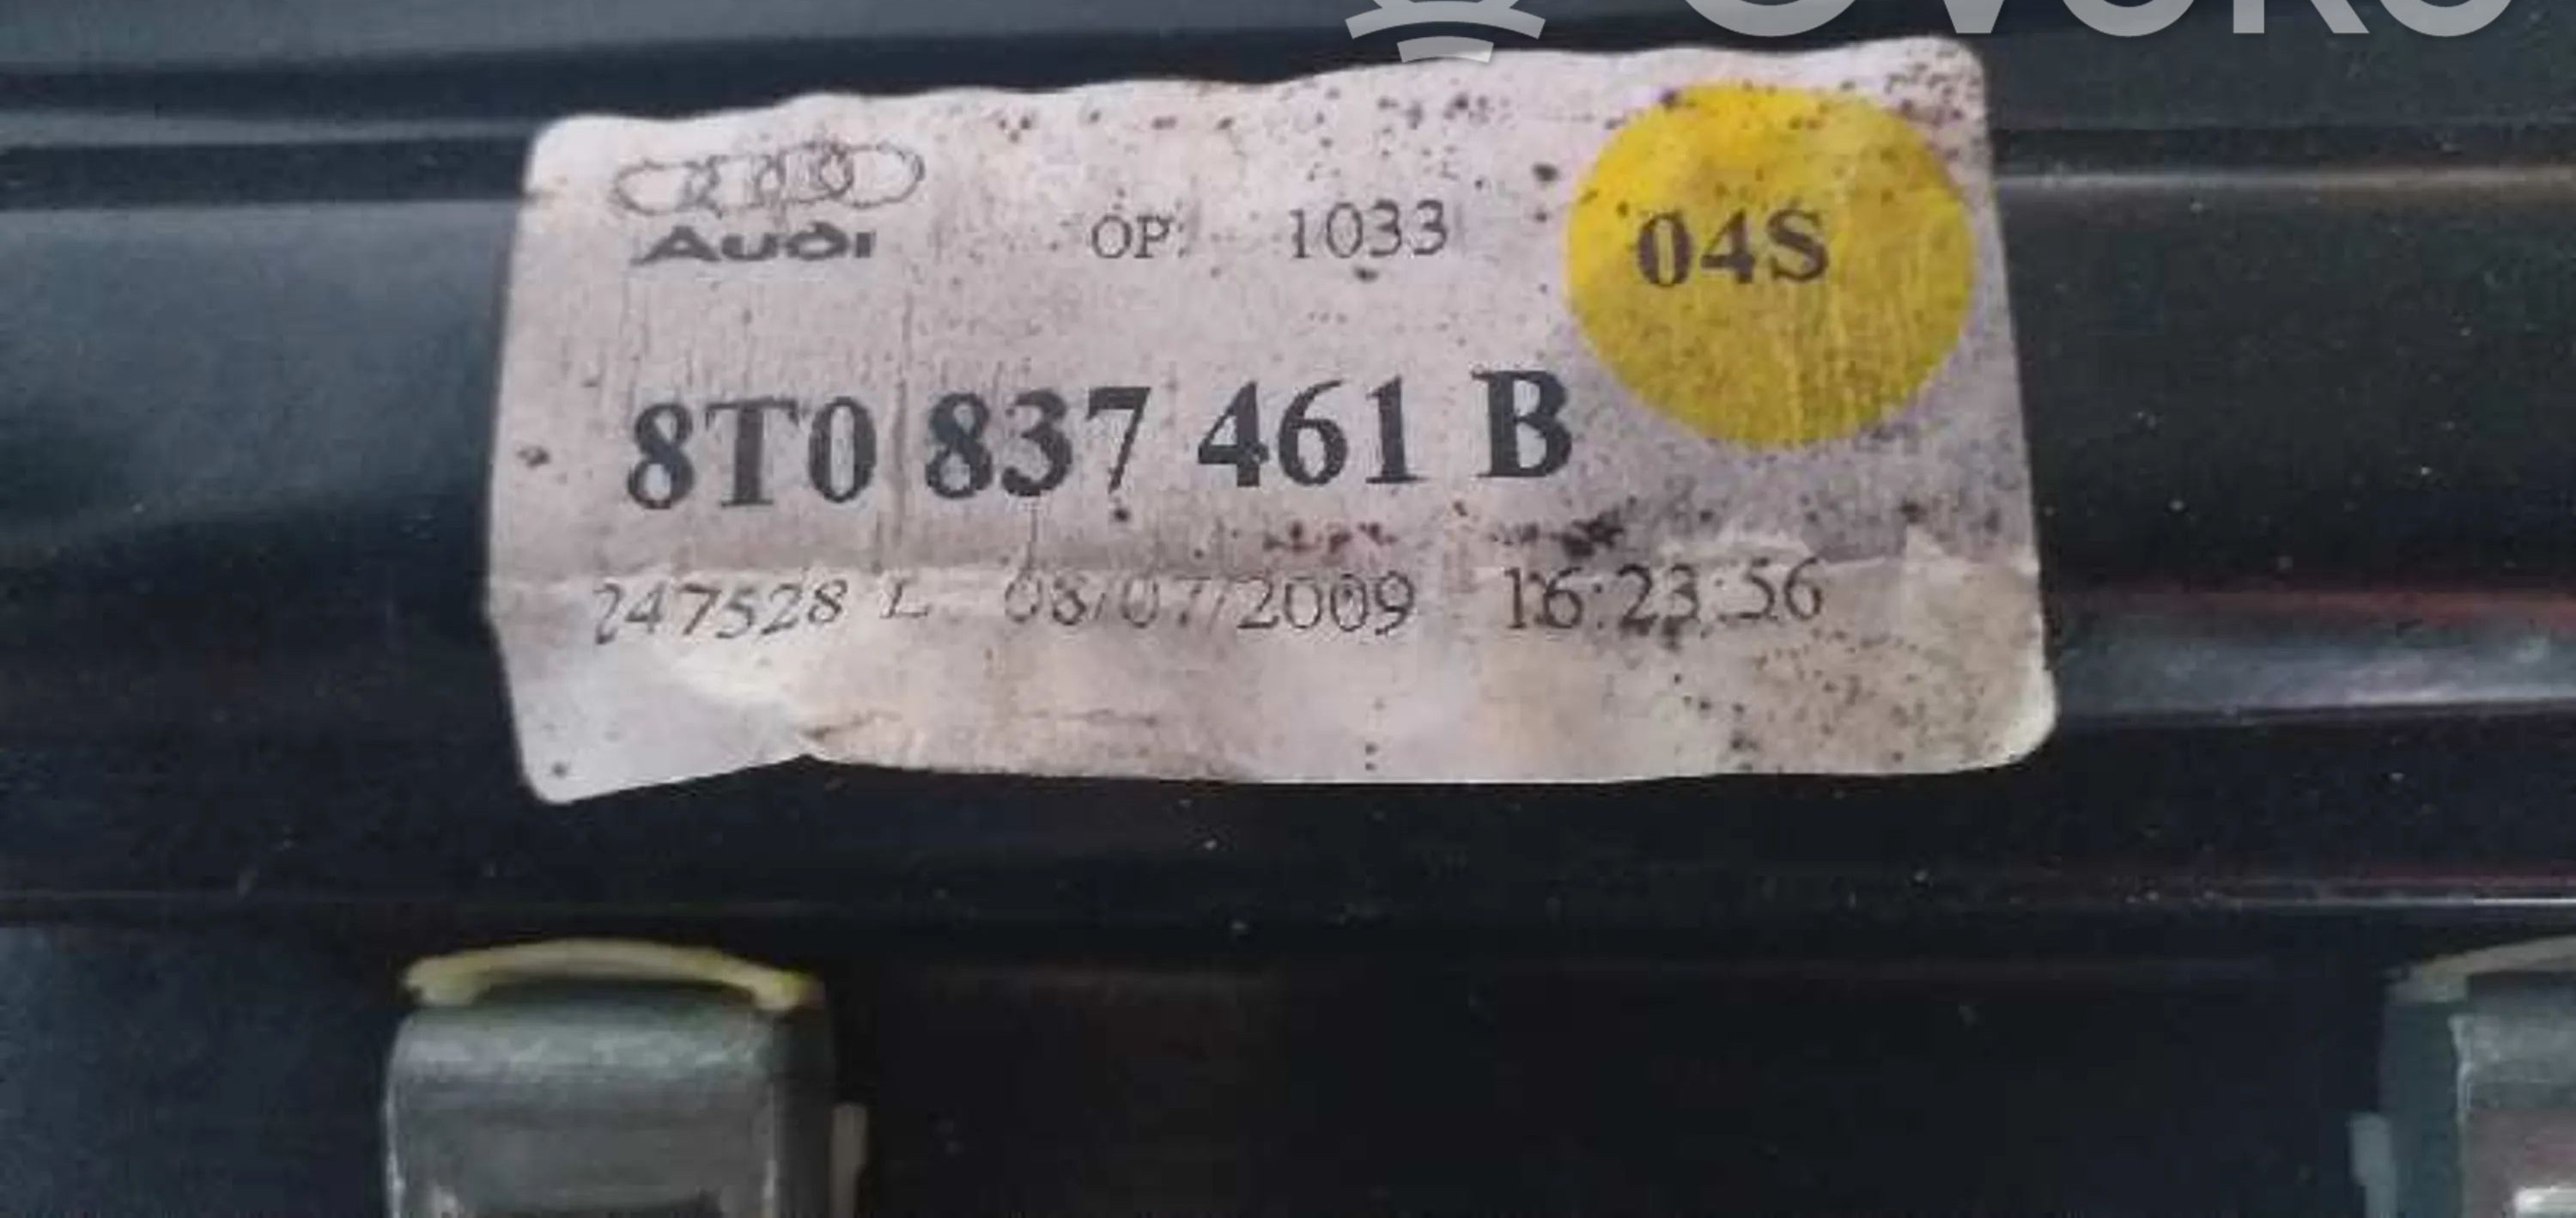 Audi OP: 1033 04S
8T0 837 461 B
247528 L 08/07/2009 16:23:56